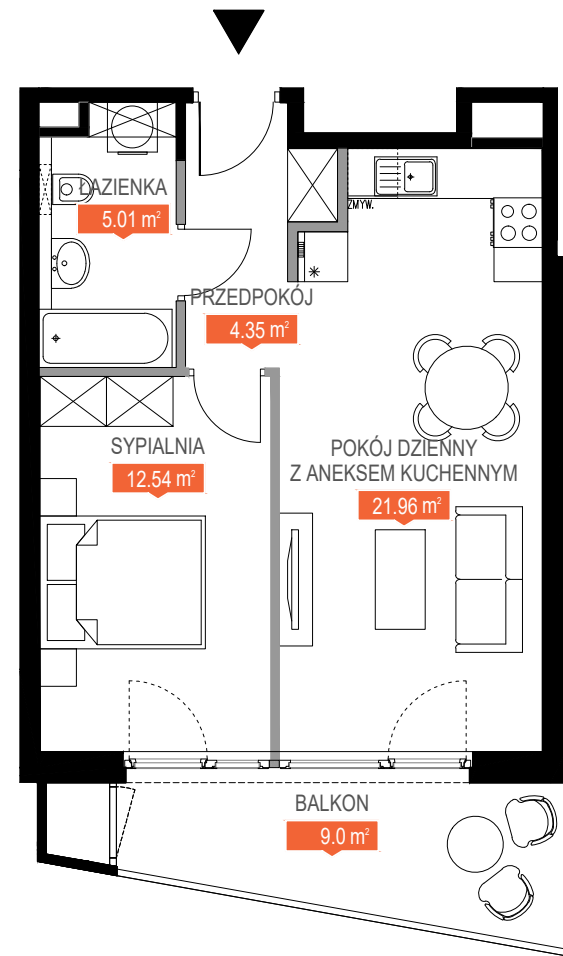 ŁAZIENKA
5.01 m²
ZMYW.
PRZEDPOKÓJ
4.35 m²
SYPIALNIA
12.54 m²
POKÓJ DZIENNY
Z ANEKSEM KUCHENNYM
21.96 m²
BALKON
9.0 m²